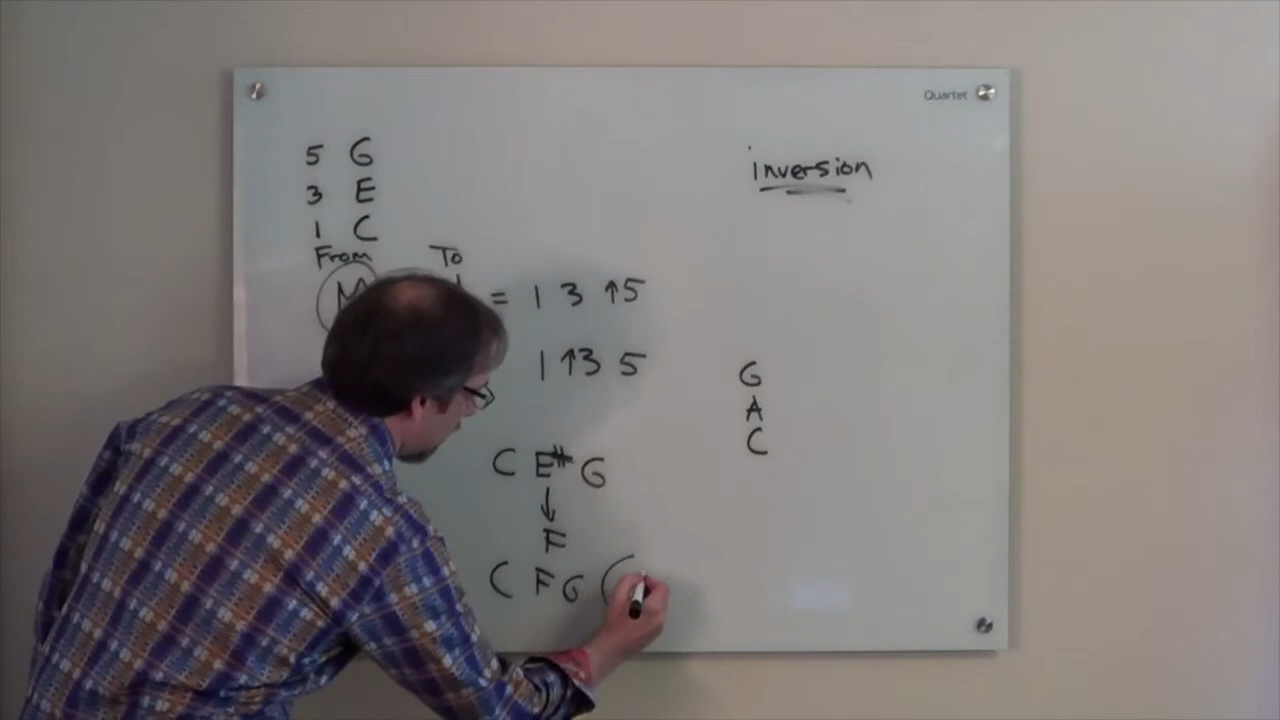 Quartet
5 G
3 E
1 C
inversion
From To
M = 1 3 ↑5
1 ↑3 5
G
A
C
C E# G
↓
F
C F G (